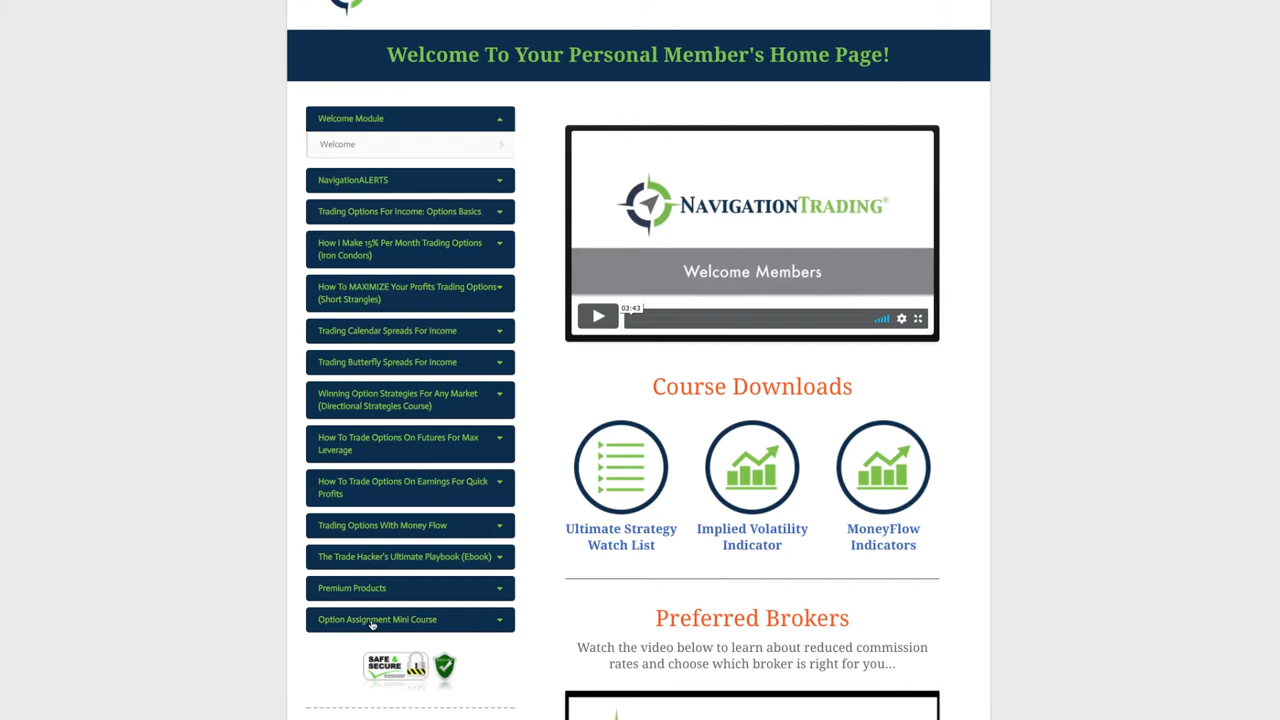 Welcome To Your Personal Member's Home Page!
Welcome Module
Welcome
NavigationALERTS
Trading Options For Income: Options Basics
How I Make 15% Per Month Trading Options
(Iron Condors)
How To MAXIMIZE Your Profits Trading Options
(Short Strangles)
Trading Calendar Spreads For Income
Trading Butterfly Spreads For Income
Winning Option Strategies For Any Market
(Directional Strategies Course)
How To Trade Options On Futures For Max
Leverage
How To Trade Options On Earnings For Quick
Profits
Trading Options With Money Flow
The Trade Hacker's Ultimate Playbook (Ebook)
Premium Products
Option Assignment Mini Course
SAFE &
SECURE
NAVIGATIONTRADING®
Welcome Members
03:43
Course Downloads
Ultimate Strategy
Watch List
Implied Volatility
Indicator
MoneyFlow
Indicators
Preferred Brokers
Watch the video below to learn about reduced commission
rates and choose which broker is right for you...